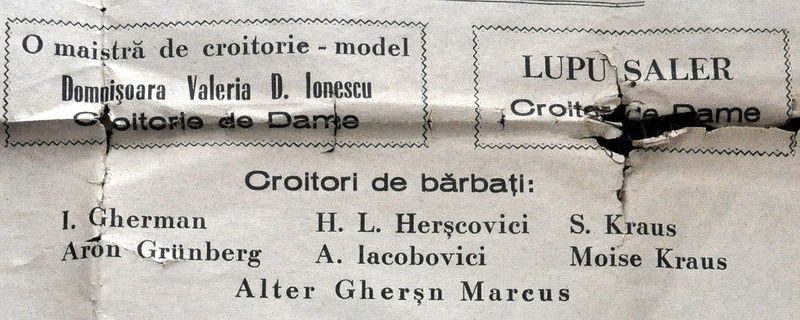 O maistră de croitorie - model
Domnișoara Valeria D. Ionescu
Croitorie de Dame
LUPU SALER
Croitor de Dame
Croitori de bărbați:
I. Gherman H. L. Herșcovici S. Kraus
Aron Grünberg A. Iacobovici Moise Kraus
Alter Gherșn Marcus